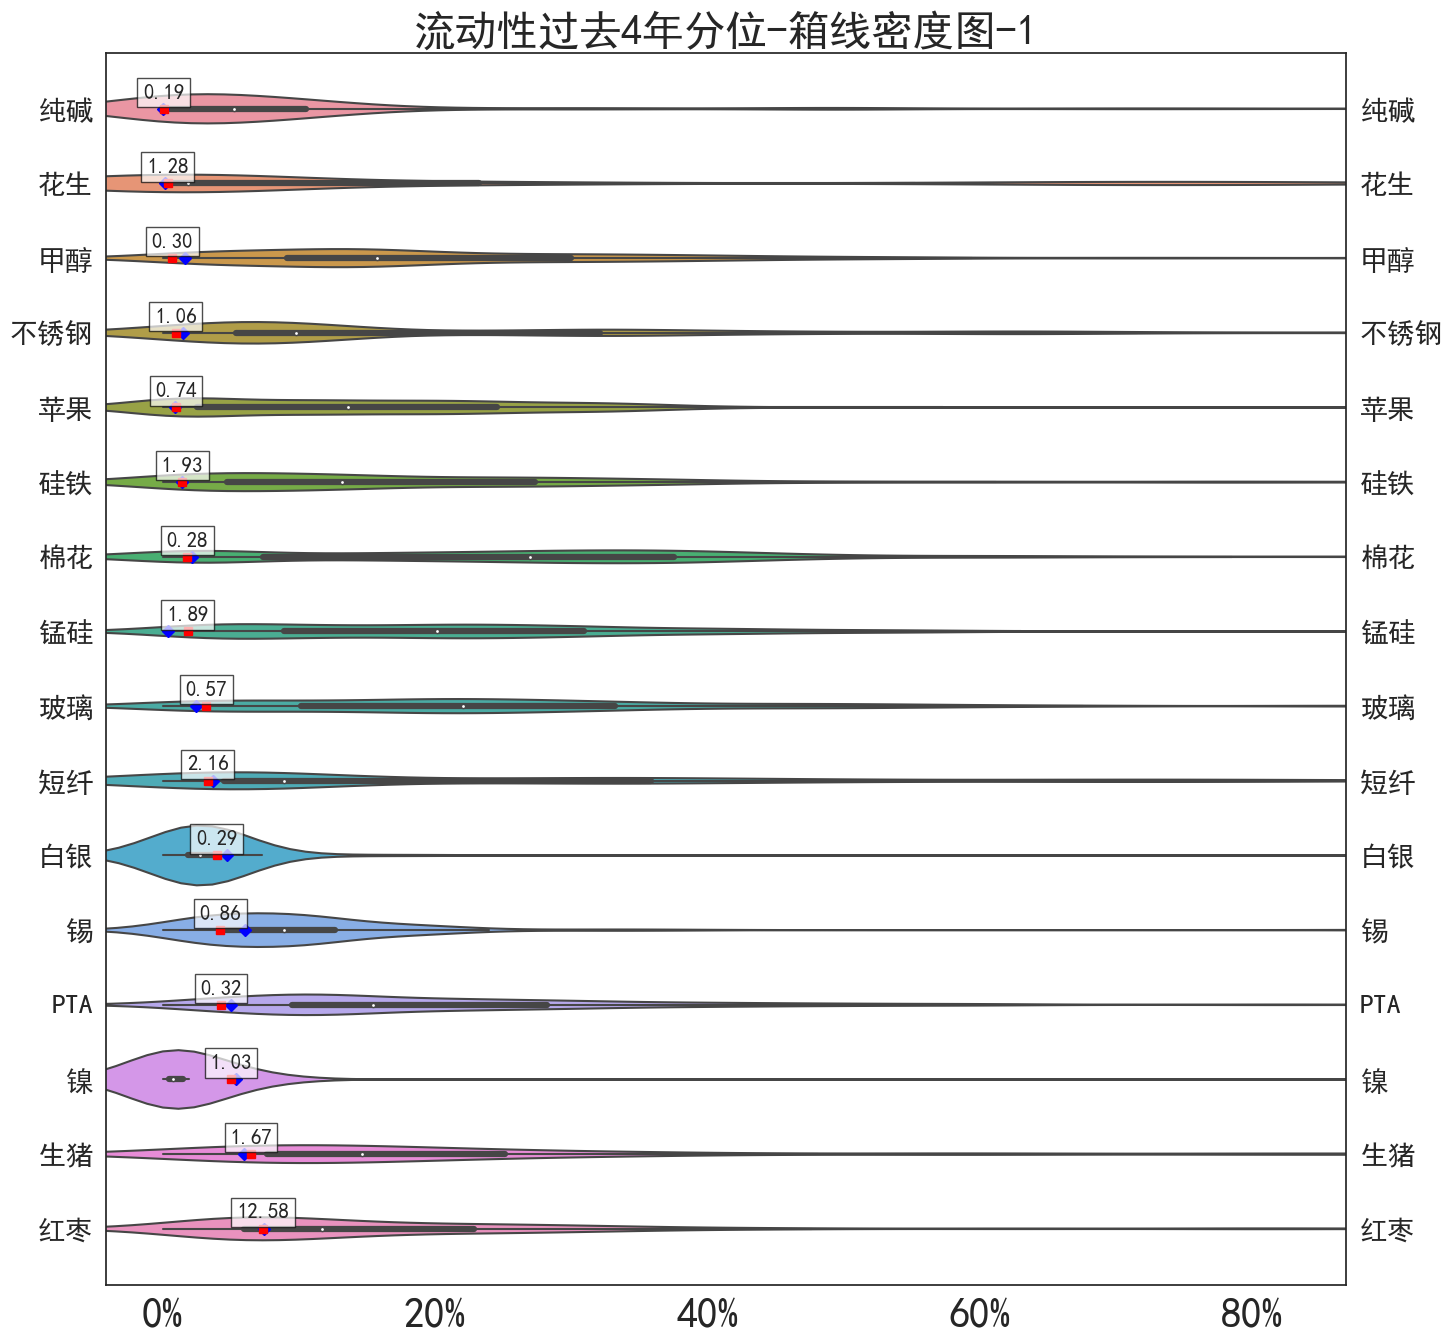 流动性过去4年分位-箱线密度图-1
纯碱 0.19 纯碱
花生 1.28 花生
甲醇 0.30 甲醇
不锈钢 1.06 不锈钢
苹果 0.74 苹果
硅铁 1.93 硅铁
棉花 0.28 棉花
锰硅 1.89 锰硅
玻璃 0.57 玻璃
短纤 2.16 短纤
白银 0.29 白银
锡 0.86 锡
PTA 0.32 PTA
镍 1.03 镍
生猪 1.67 生猪
红枣 12.58 红枣
0% 20% 40% 60% 80%